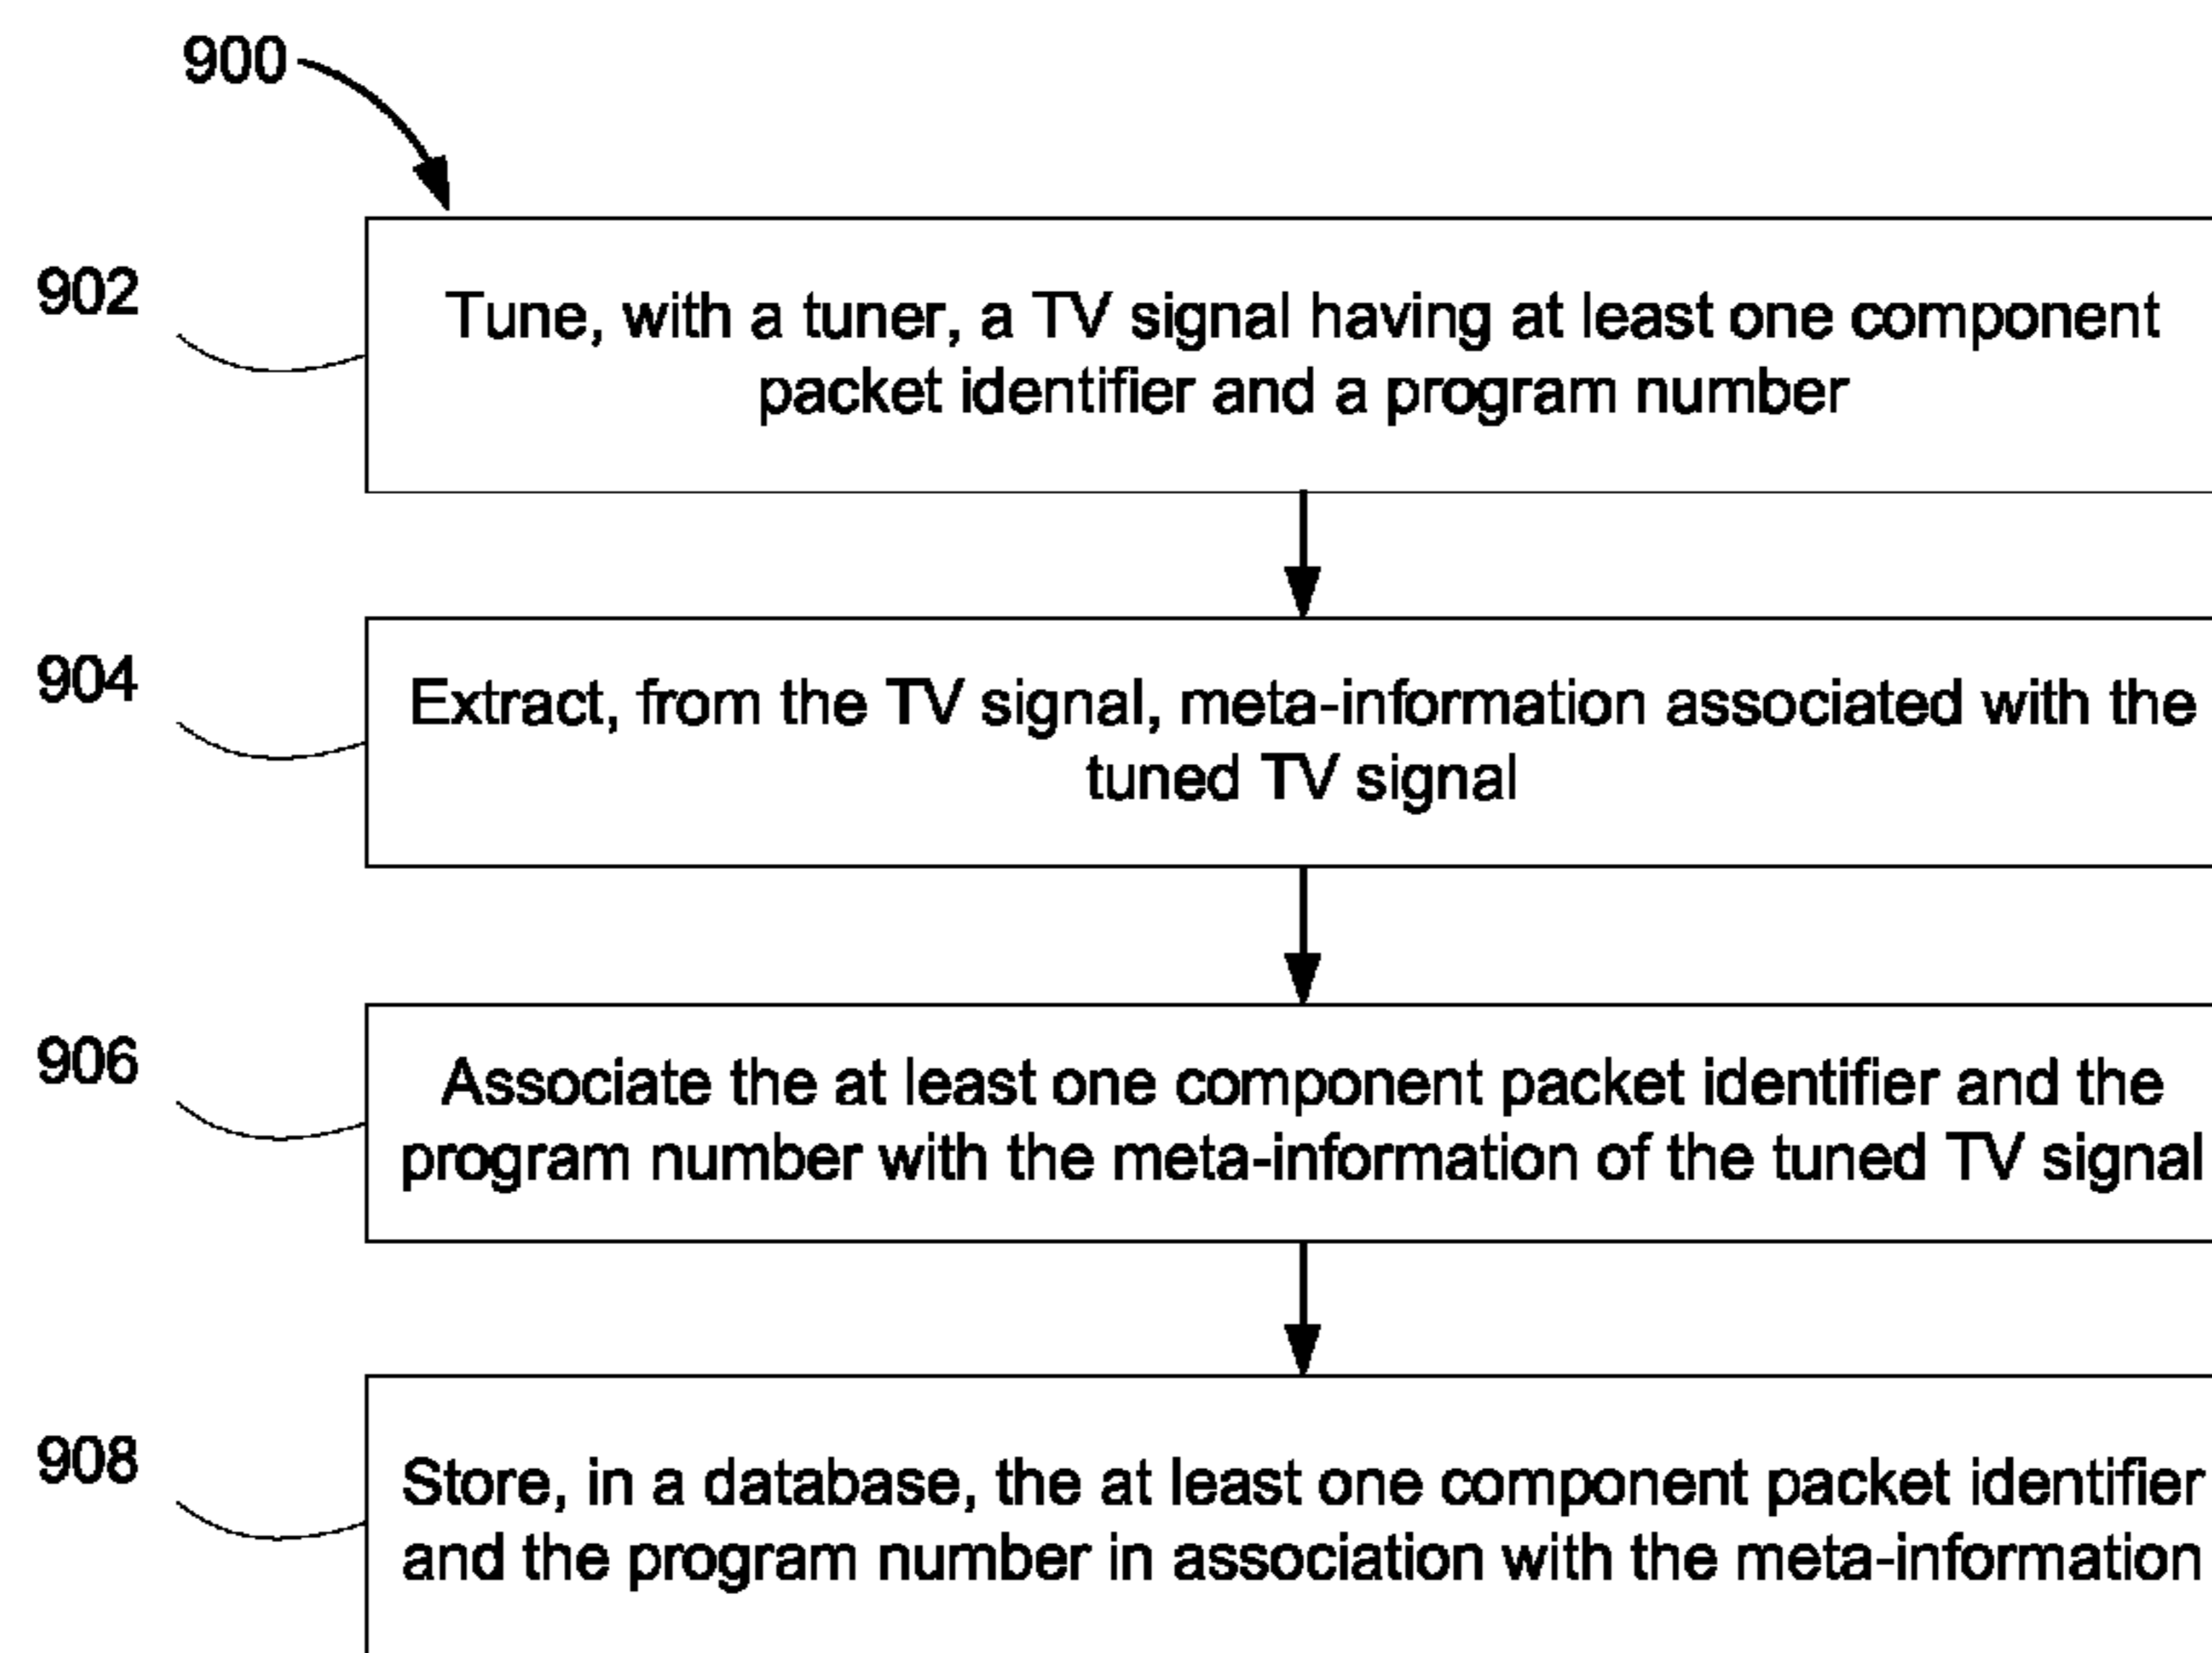 900
902
Tune, with a tuner, a TV signal having at least one component
packet identifier and a program number
904
Extract, from the TV signal, meta-information associated with the
tuned TV signal
906
Associate the at least one component packet identifier and the
program number with the meta-information of the tuned TV signal
908
Store, in a database, the at least one component packet identifier
and the program number in association with the meta-information